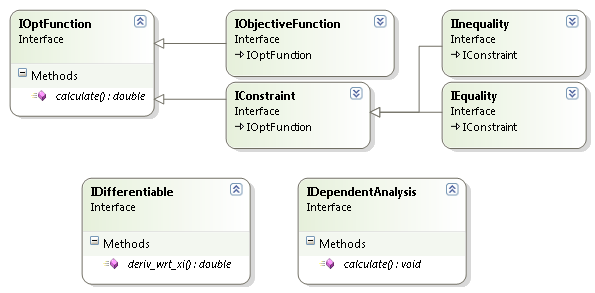 IOptFunction
Interface
Methods
calculate() : double
IObjectiveFunction
Interface
IOptFunction
IConstraint
Interface
IOptFunction
IInequality
Interface
IConstraint
IEquality
Interface
IConstraint
IDifferentiable
Interface
Methods
deriv_wrt_xi() : double
IDependentAnalysis
Interface
Methods
calculate() : void